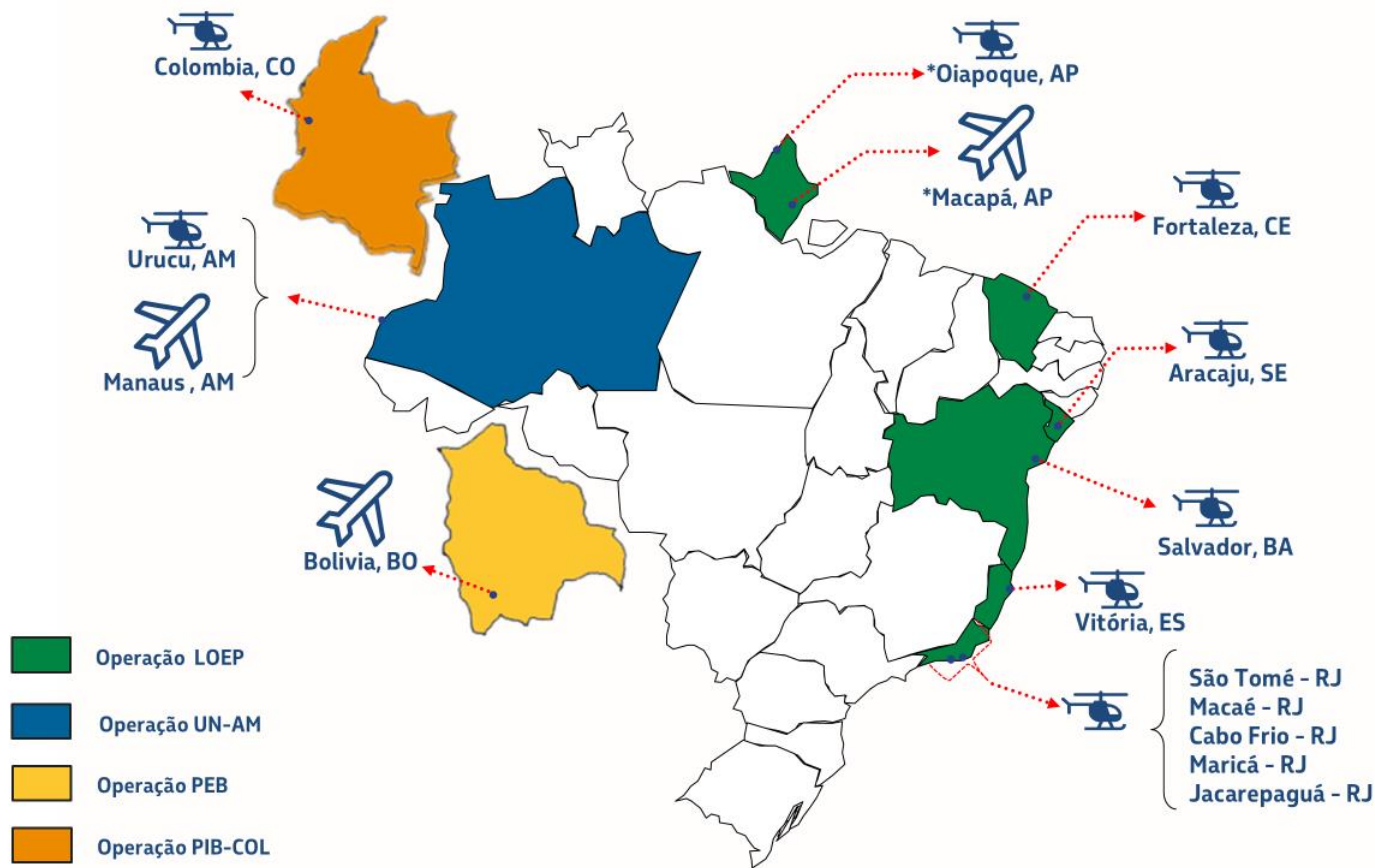 Colombia, CO
*Oiapoque, AP
*Macapá, AP
Fortaleza, CE
Urucu, AM
Manaus , AM
Aracaju, SE
Bolivia, BO
Salvador, BA
Vitória, ES
São Tomé - RJ
Macaé - RJ
Cabo Frio - RJ
Maricá - RJ
Jacarepaguá - RJ
Operação LOEP
Operação UN-AM
Operação PEB
Operação PIB-COL